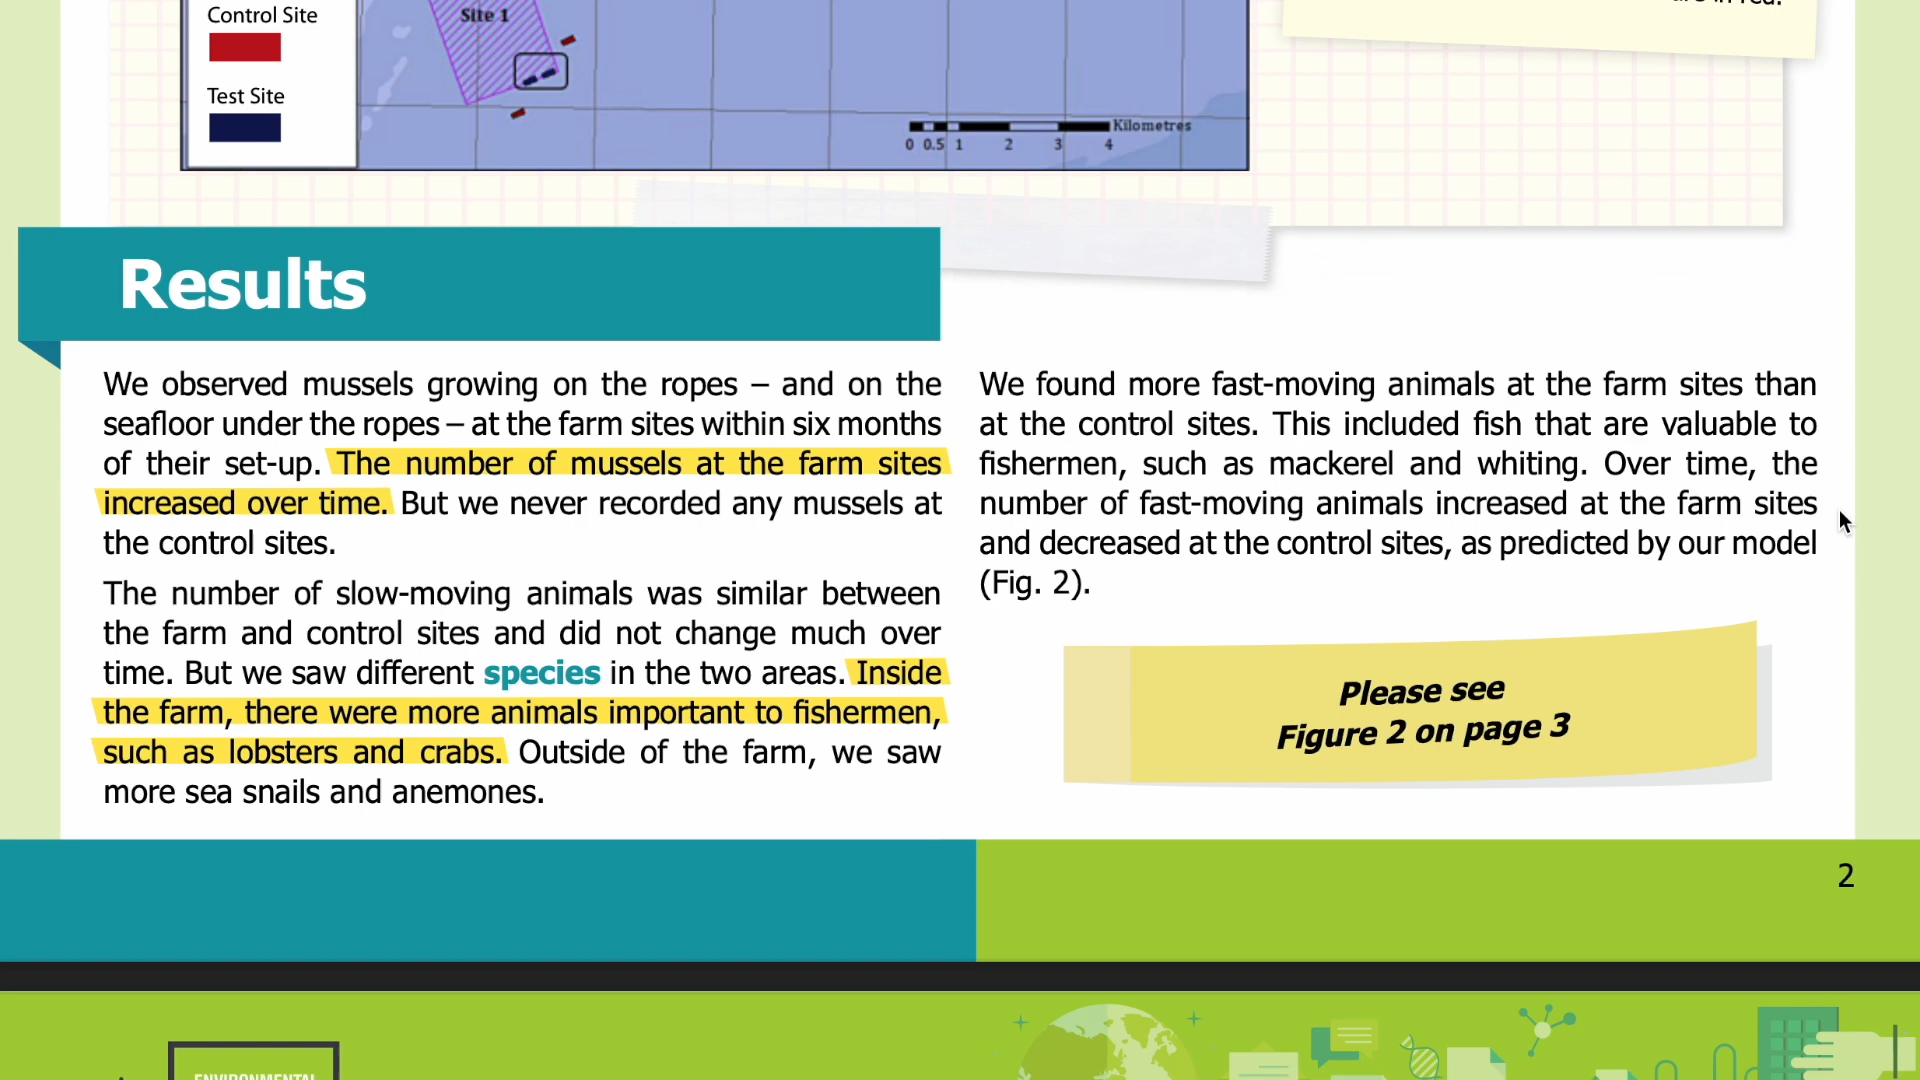 Control Site
Site 1
Test Site
Kilometres
0 0.5 1 2 3 4
Results
We observed mussels growing on the ropes – and on the
seafloor under the ropes – at the farm sites within six months
of their set-up. The number of mussels at the farm sites
increased over time. But we never recorded any mussels at
the control sites.
The number of slow-moving animals was similar between
the farm and control sites and did not change much over
time. But we saw different species in the two areas. Inside
the farm, there were more animals important to fishermen,
such as lobsters and crabs. Outside of the farm, we saw
more sea snails and anemones.
We found more fast-moving animals at the farm sites than
at the control sites. This included fish that are valuable to
fishermen, such as mackerel and whiting. Over time, the
number of fast-moving animals increased at the farm sites
and decreased at the control sites, as predicted by our model
(Fig. 2).
Please see
Figure 2 on page 3
2
ENVIRONMENTAL